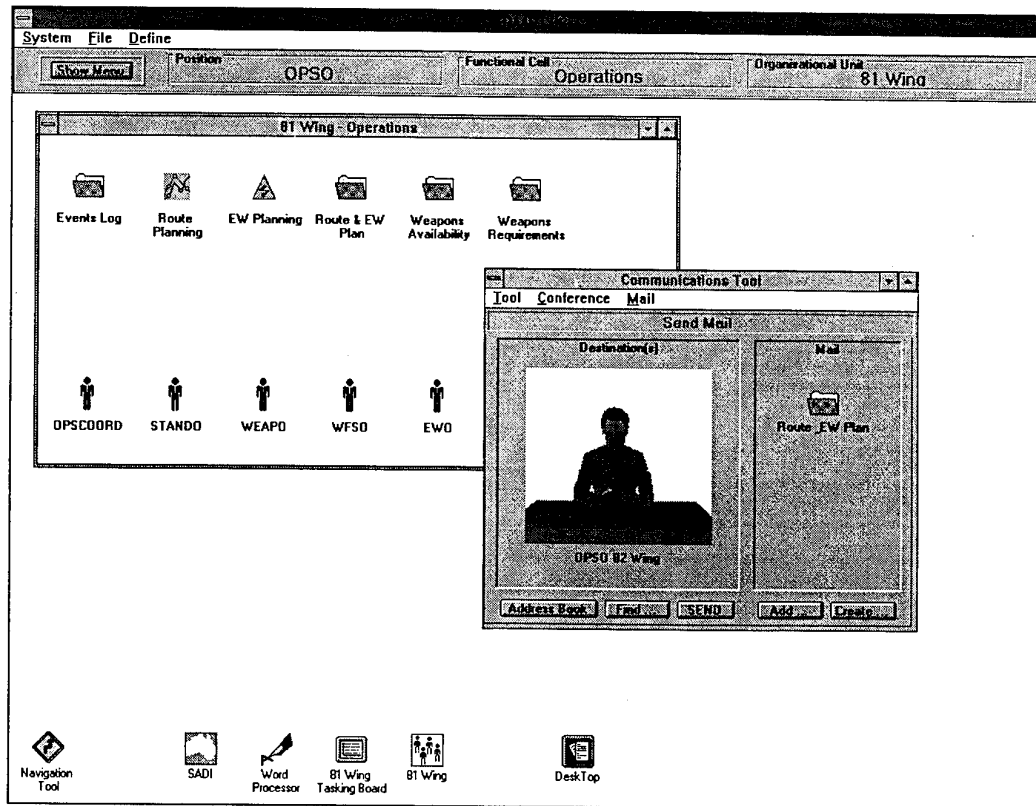 System File Define
Show Menu
Position
OPSO
Functional Cell
Operations
Organisational Unit
81 Wing
81 Wing - Operations
Events Log
Route
Planning
EW Planning
Route & EW
Plan
Weapons
Availability
Weapons
Requirements
OPSCOORD
STANDO
WEAPO
WFSO
EWO
Communications Tool
Tool Conference Mail
Send Mail
Destination(s)
Mail
Route_EW Plan
OPSO 82 Wing
Address Book
Find ...
SEND
Add ...
Create ...
Navigation
Tool
SADI
Word
Processor
81 Wing
Tasking Board
81 Wing
DeskTop